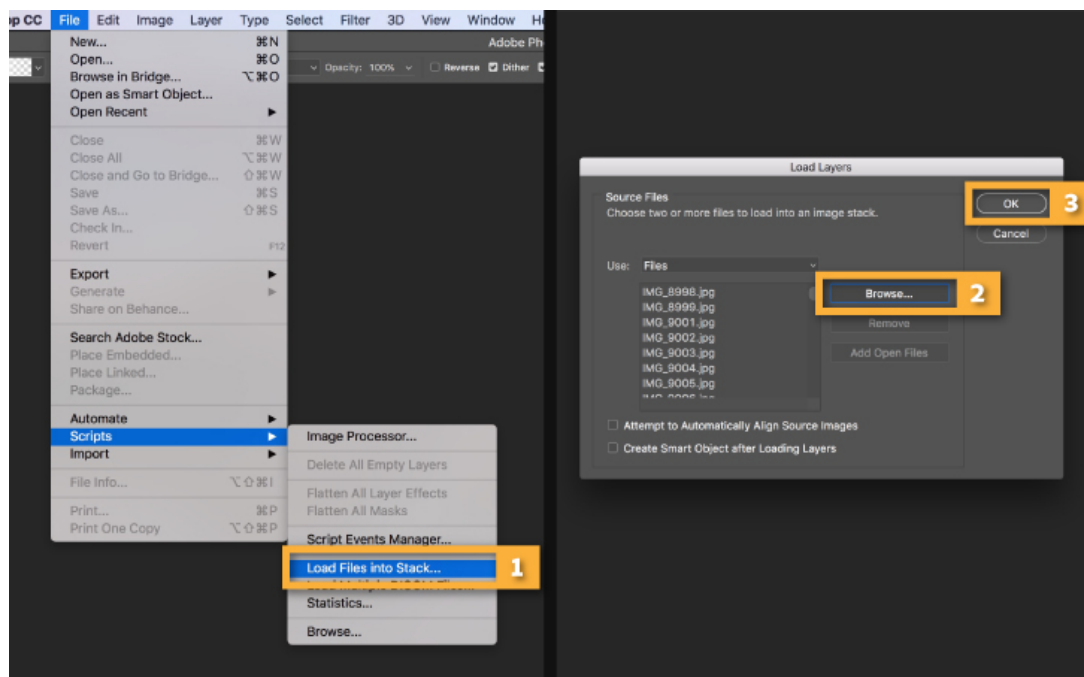 op CC File Edit Image Layer Type Select Filter 3D View Window H
Adobe Ph
Opacity: 100% Reverse Dither
New... ⌘N
Open... ⌘O
Browse in Bridge... ⌥⌘O
Open as Smart Object...
Open Recent ▶
Close ⌘W
Close All ⌥⌘W
Close and Go to Bridge... ⇧⌘W
Save ⌘S
Save As... ⇧⌘S
Check In...
Revert F12
Export ▶
Generate ▶
Share on Behance...
Search Adobe Stock...
Place Embedded...
Place Linked...
Package...
Automate ▶
Scripts ▶
Import ▶
File Info... ⌥⇧⌘I
Print... ⌘P
Print One Copy ⌥⇧⌘P
Image Processor...
Delete All Empty Layers
Flatten All Layer Effects
Flatten All Masks
Script Events Manager...
Load Files into Stack... 1
Statistics...
Browse...
Load Layers
Source Files
Choose two or more files to load into an image stack.
OK 3
Cancel
Use: Files
IMG_8998.jpg
IMG_8999.jpg
IMG_9001.jpg
IMG_9002.jpg
IMG_9003.jpg
IMG_9004.jpg
IMG_9005.jpg
Browse... 2
Remove
Add Open Files
Attempt to Automatically Align Source Images
Create Smart Object after Loading Layers